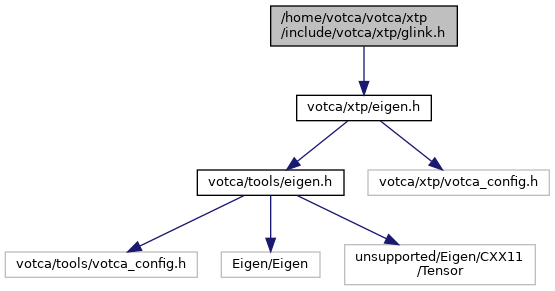 /home/votca/votca/xtp
/include/votca/xtp/glink.h
votca/xtp/eigen.h
votca/tools/eigen.h
votca/xtp/votca_config.h
votca/tools/votca_config.h
Eigen/Eigen
unsupported/Eigen/CXX11
/Tensor